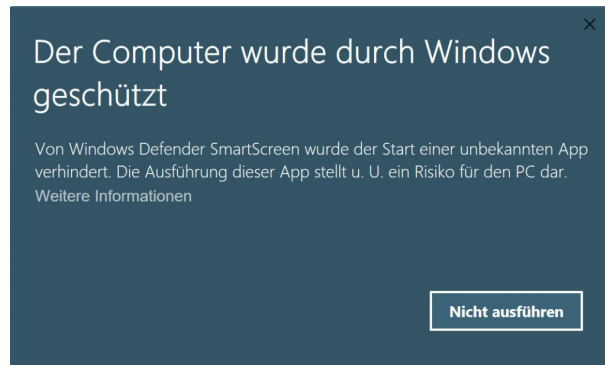 Der Computer wurde durch Windows
geschützt
Von Windows Defender SmartScreen wurde der Start einer unbekannten App
verhindert. Die Ausführung dieser App stellt u. U. ein Risiko für den PC dar.
Weitere Informationen
Nicht ausführen